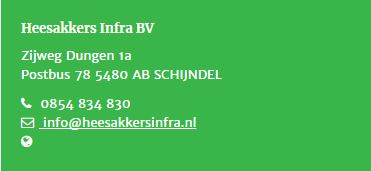 Heesakkers Infra BV
Zijweg Dungen 1a
Postbus 78 5480 AB SCHIJNDEL
0854 834 830
info@heesakkersinfra.nl